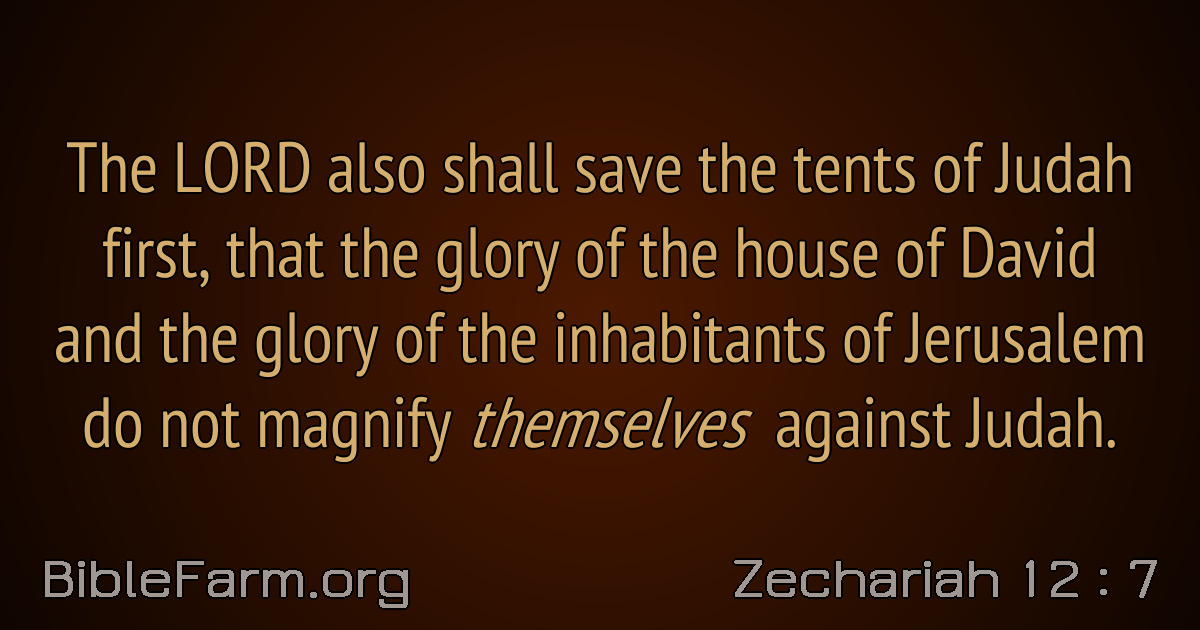 The LORD also shall save the tents of Judah
first, that the glory of the house of David
and the glory of the inhabitants of Jerusalem
do not magnify themselves against Judah.
BibleFarm.org
Zechariah 12 : 7